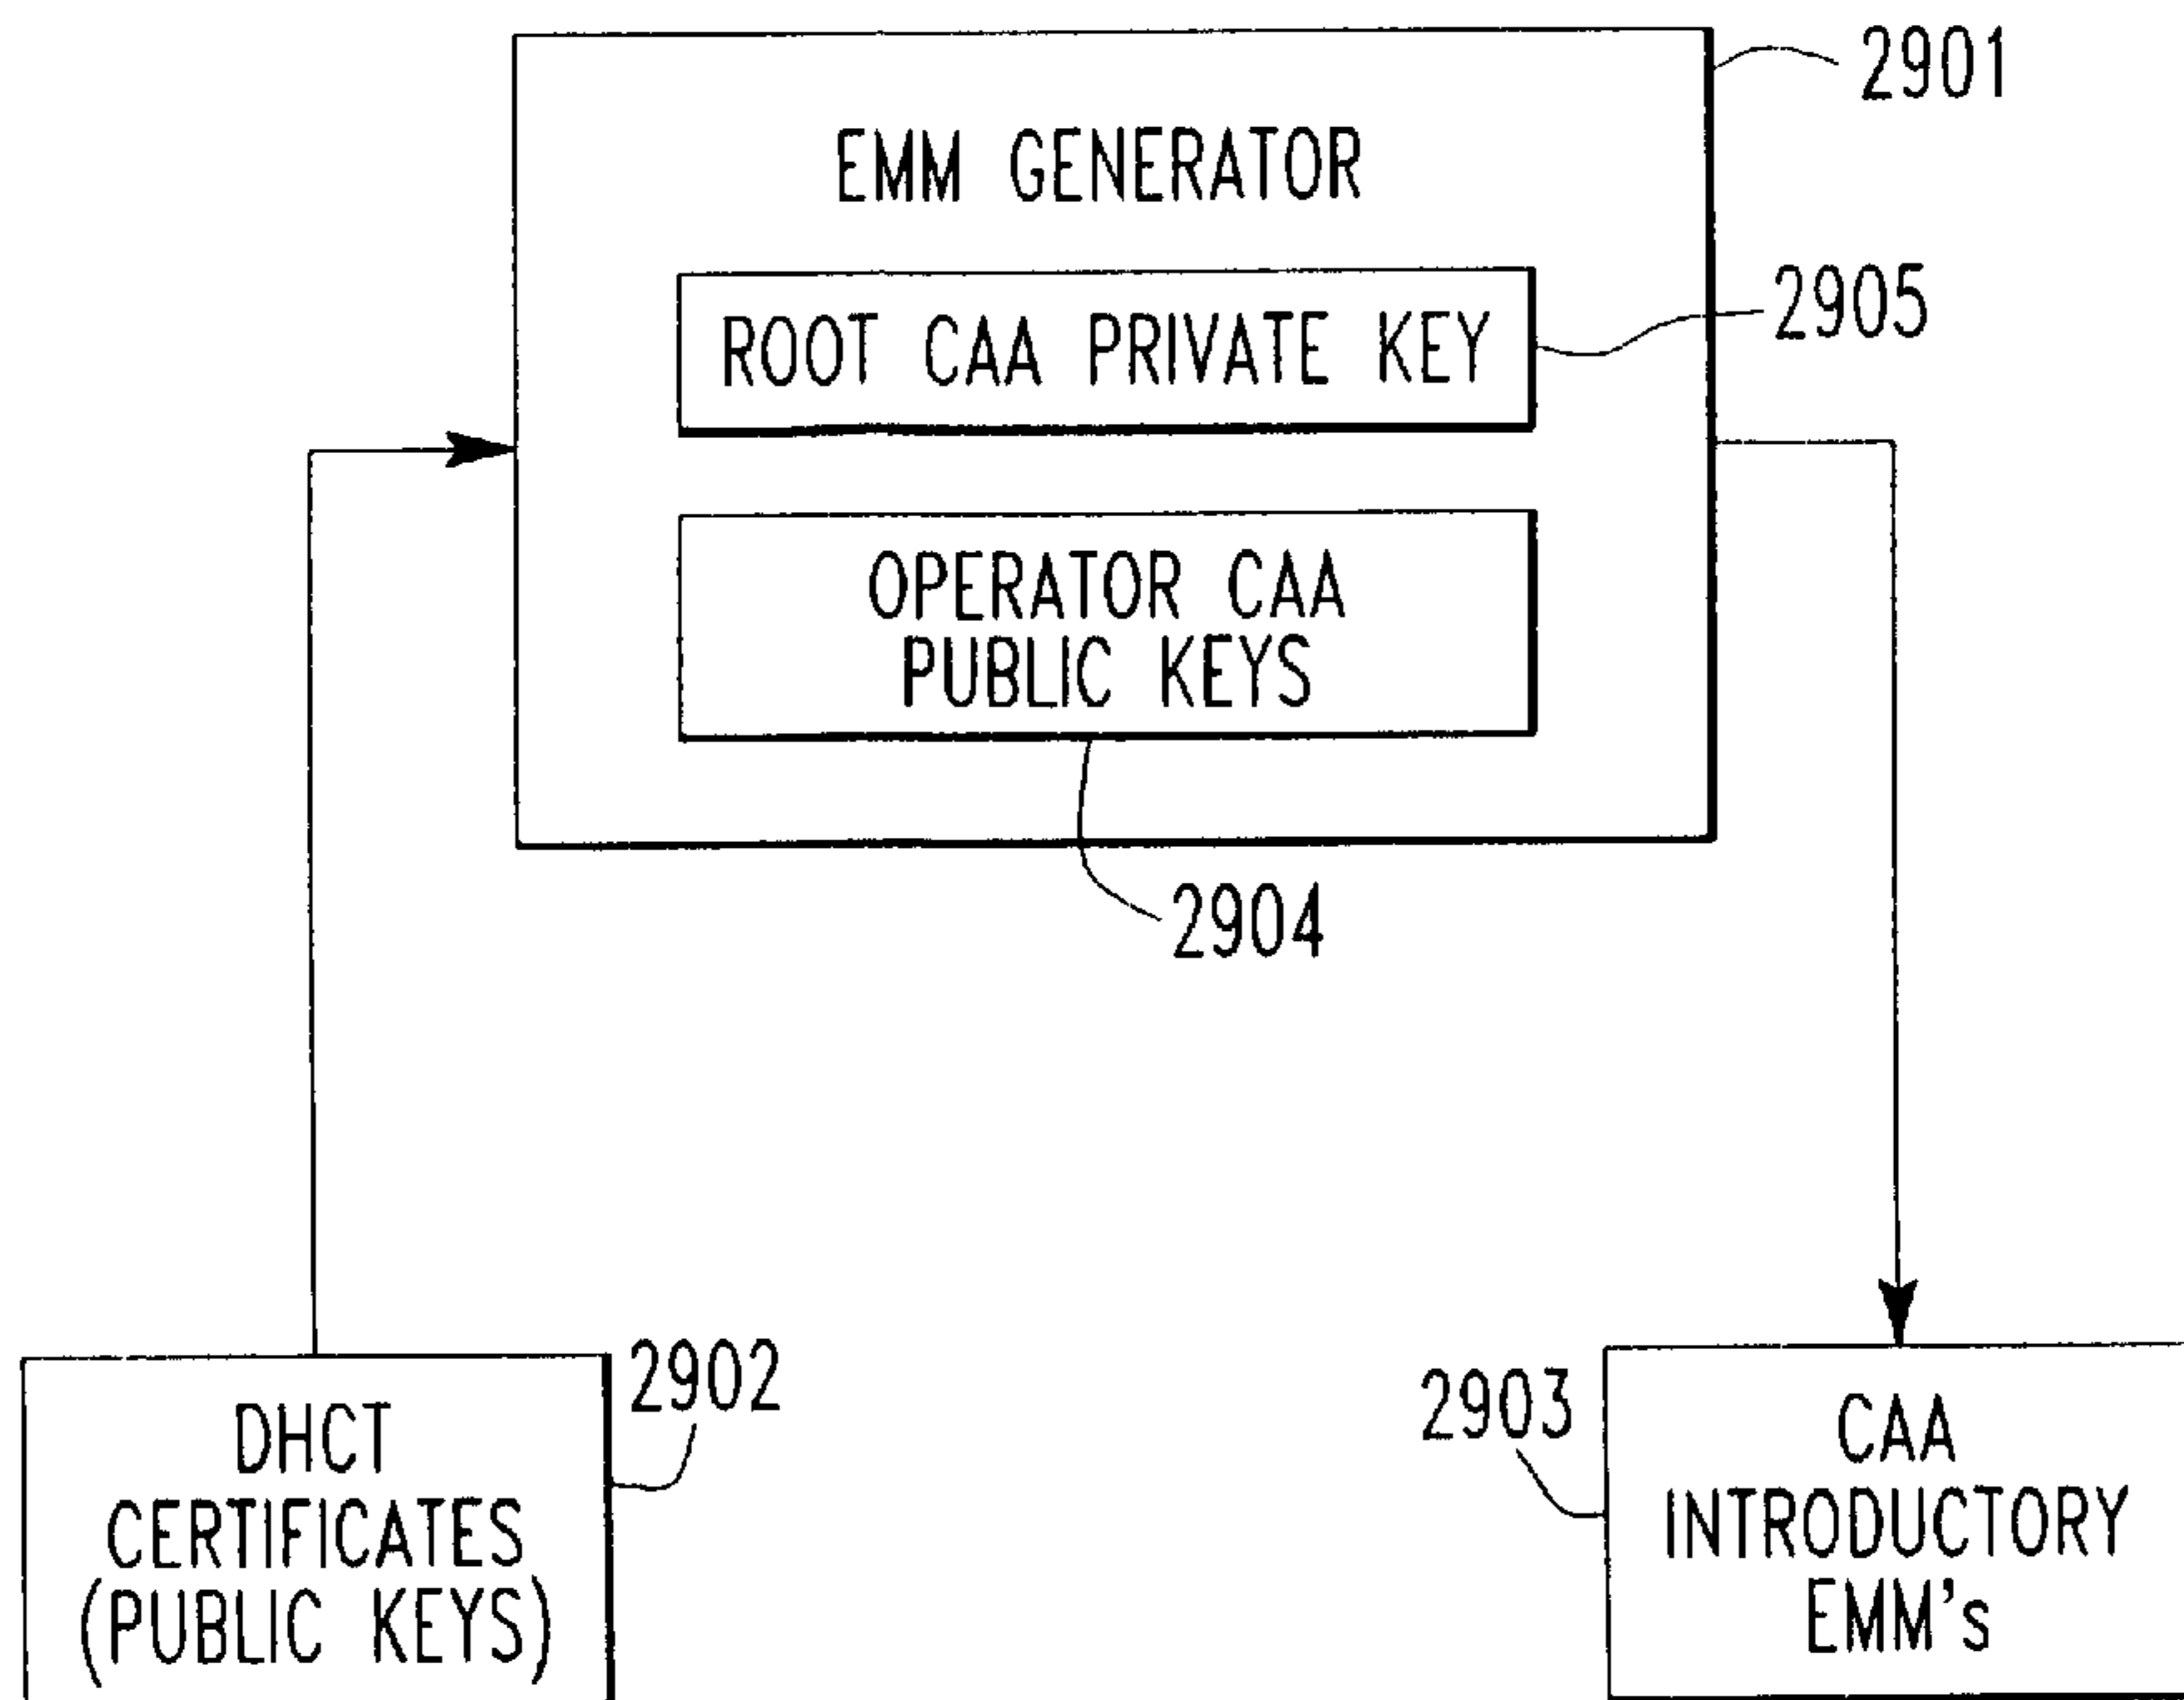 2901
EMM GENERATOR
2905
ROOT CAA PRIVATE KEY
OPERATOR CAA
PUBLIC KEYS
2904
2902
DHCT
CERTIFICATES
(PUBLIC KEYS)
2903
CAA
INTRODUCTORY
EMM's